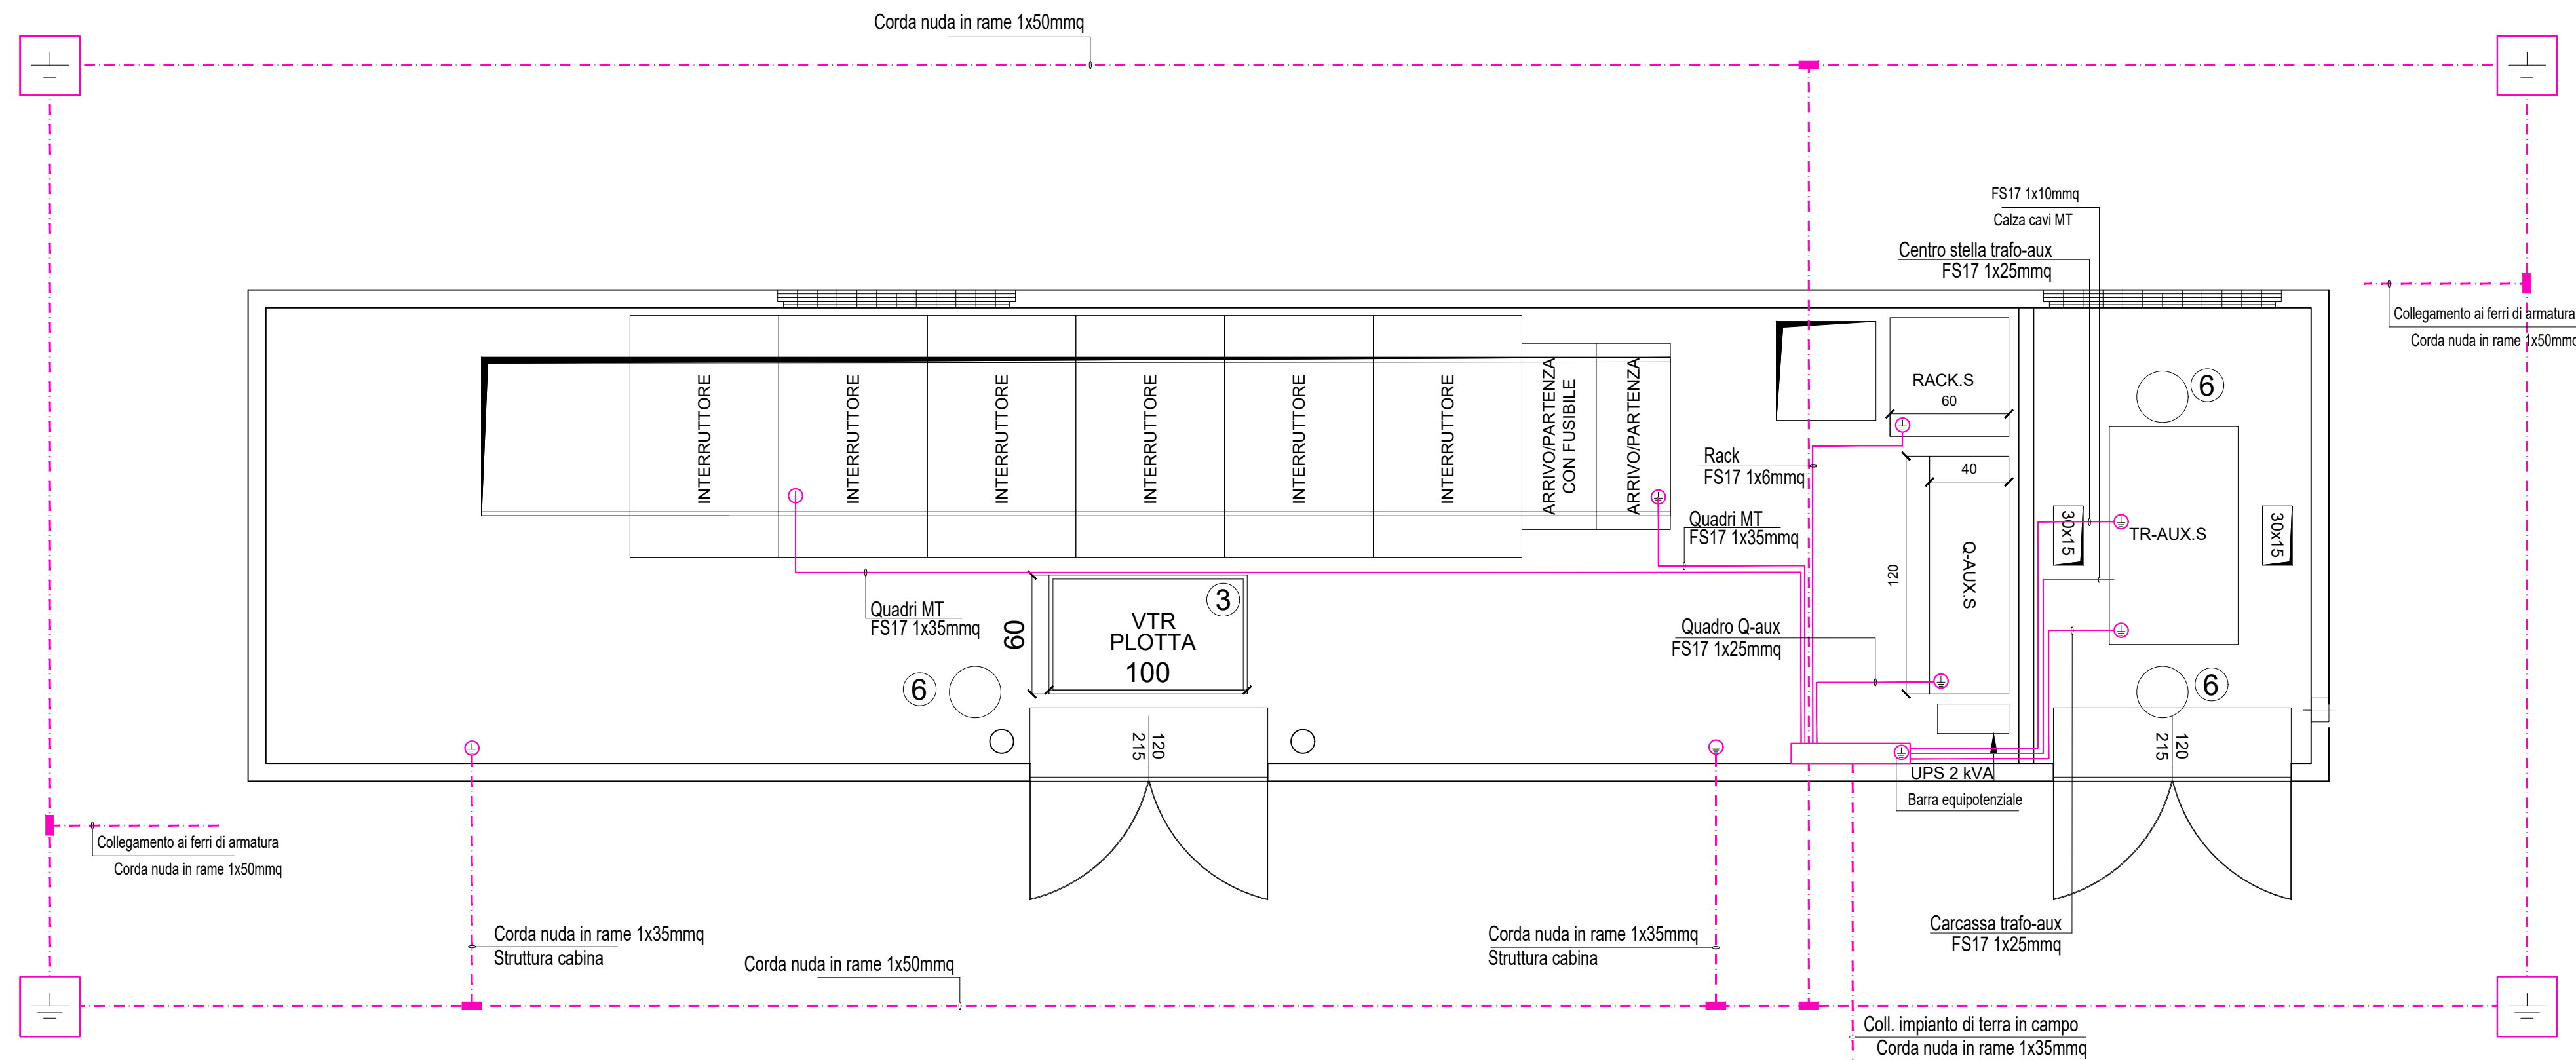 Corda nuda in rame 1x50mmq
FS17 1x10mmq
Calza cavi MT
Centro stella trafo-aux
FS17 1x25mmq
Collegamento ai ferri di armatura
Corda nuda in rame 1x50mmq
INTERRUTTORE
INTERRUTTORE
INTERRUTTORE
INTERRUTTORE
INTERRUTTORE
INTERRUTTORE
ARRIVO/PARTENZA
CON FUSIBILE
ARRIVO/PARTENZA
RACK.S
60
6
Rack
FS17 1x6mmq
40
Quadri MT
FS17 1x35mmq
120
Q-AUX.S
30x15
TR-AUX.S
30x15
Quadri MT
FS17 1x35mmq
60
3
VTR
PLOTTA
100
Quadro Q-aux
FS17 1x25mmq
6
6
120
215
120
215
UPS 2 kVA
Barra equipotenziale
Collegamento ai ferri di armatura
Corda nuda in rame 1x50mmq
Corda nuda in rame 1x35mmq
Struttura cabina
Corda nuda in rame 1x50mmq
Corda nuda in rame 1x35mmq
Struttura cabina
Carcassa trafo-aux
FS17 1x25mmq
Coll. impianto di terra in campo
Corda nuda in rame 1x35mmq